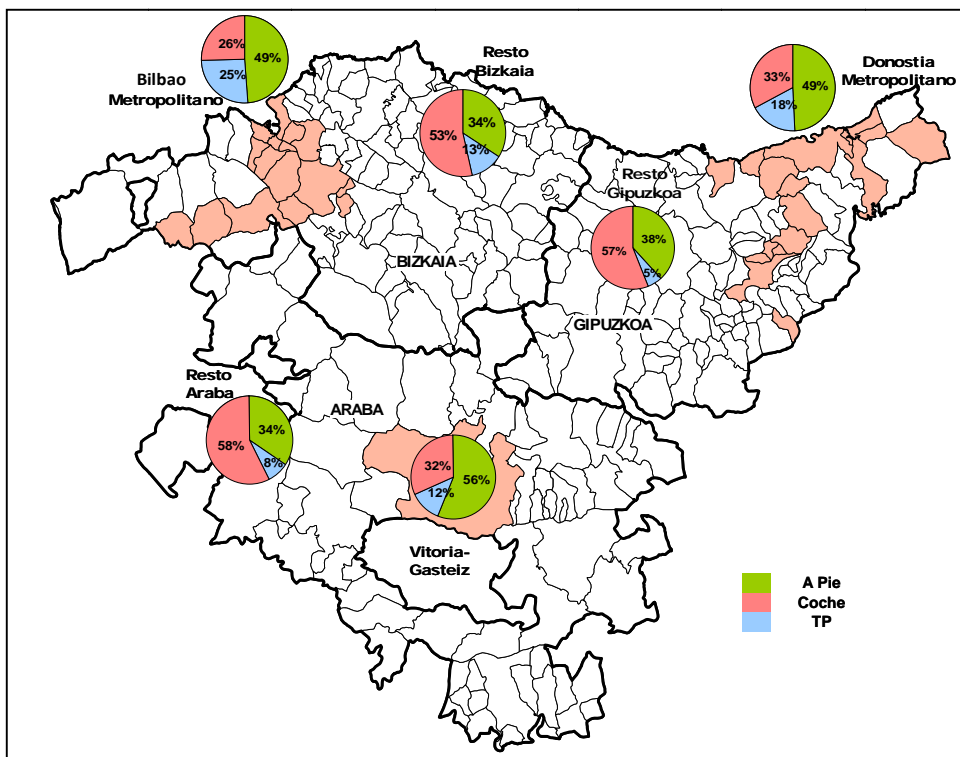 26%
49%
25%
Bilbao
Metropolitano
Resto
Bizkaia
53%
34%
13%
Donostia
Metropolitano
33%
49%
18%
Resto
Gipuzkoa
57%
38%
5%
BIZKAIA
GIPUZKOA
Resto
Araba
58%
34%
8%
ARABA
32%
56%
12%
Vitoria-
Gasteiz
A Pie
Coche
TP